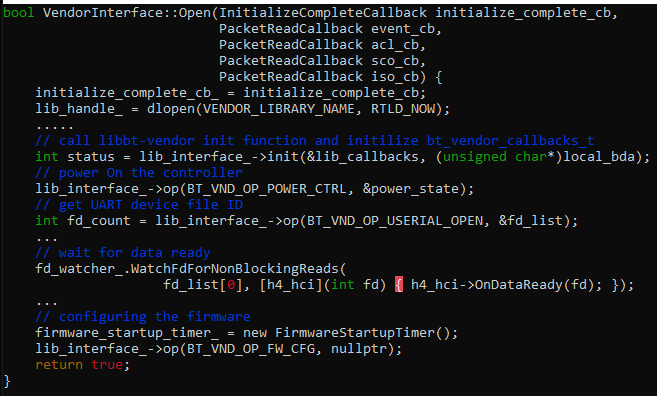 bool VendorInterface::Open(InitializeCompleteCallback initialize_complete_cb,
PacketReadCallback event_cb,
PacketReadCallback acl_cb,
PacketReadCallback sco_cb,
PacketReadCallback iso_cb) {
initialize_complete_cb_ = initialize_complete_cb;
lib_handle_ = dlopen(VENDOR_LIBRARY_NAME, RTLD_NOW);
.....
// call libbt-vendor init function and initilize bt_vendor_callbacks_t
int status = lib_interface_->init(&lib_callbacks, (unsigned char*)local_bda);
// power On the controller
lib_interface_->op(BT_VND_OP_POWER_CTRL, &power_state);
// get UART device file ID
int fd_count = lib_interface_->op(BT_VND_OP_USERIAL_OPEN, &fd_list);
...
// wait for data ready
fd_watcher_.WatchFdForNonBlockingReads(
fd_list[0], [h4_hci](int fd) { h4_hci->OnDataReady(fd); });
...
// configuring the firmware
firmware_startup_timer_ = new FirmwareStartupTimer();
lib_interface_->op(BT_VND_OP_FW_CFG, nullptr);
return true;
}